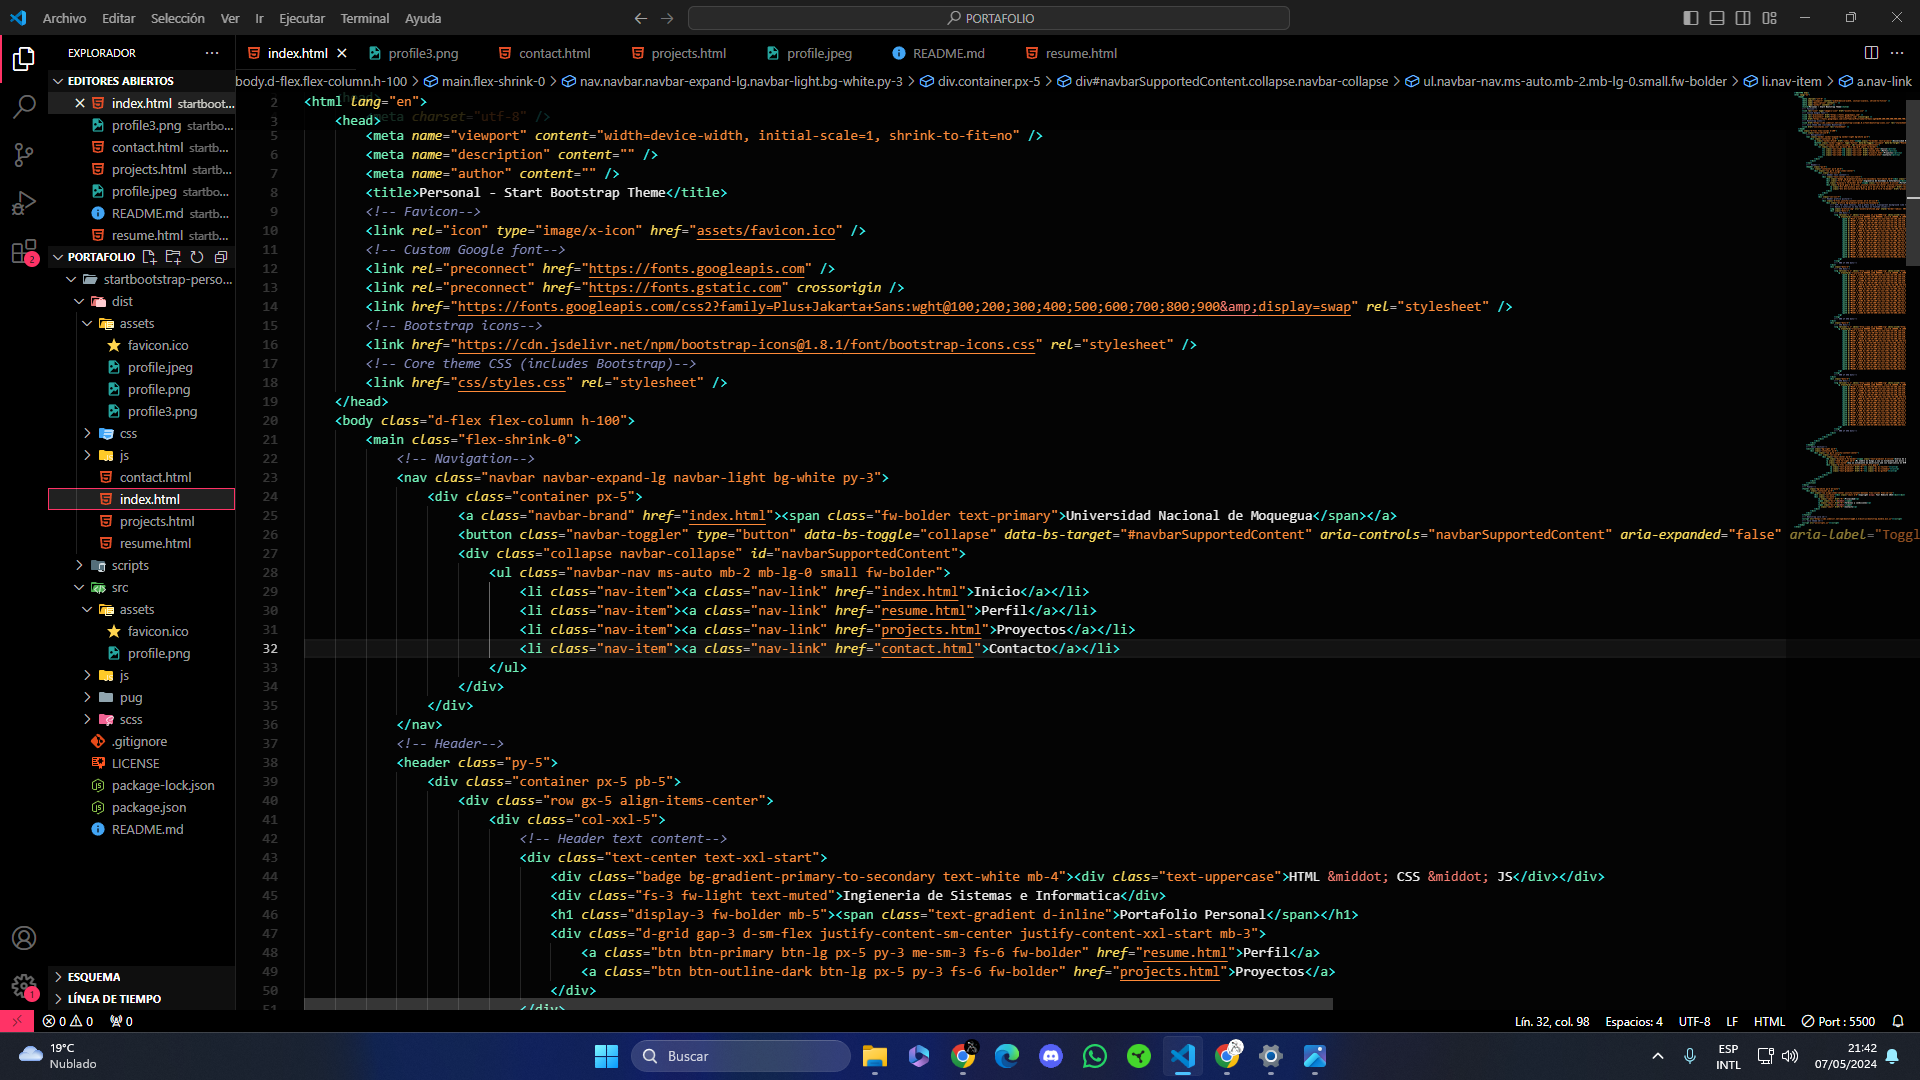 Archivo Editar Selección Ver Ir Ejecutar Terminal Ayuda
PORTAFOLIO
EXPLORADOR
index.html profile3.png contact.html projects.html profile.jpeg README.md resume.html
EDITORES ABIERTOS
body.d-flex.flex-column.h-100 > main.flex-shrink-0 > nav.navbar.navbar-expand-lg.navbar-light.bg-white.py-3 > div.container.px-5 > div#navbarSupportedContent.collapse.navbar-collapse > ul.navbar-nav.ms-auto.mb-2.mb-lg-0.small.fw-bolder > li.nav-item > a.nav-link
index.html startboot...
profile3.png startbo...
contact.html startbo...
projects.html startbo...
profile.jpeg startbo...
README.md startb...
resume.html startb...
PORTAFOLIO
startbootstrap-perso...
dist
assets
favicon.ico
profile.jpeg
profile.png
profile3.png
css
js
contact.html
index.html
projects.html
resume.html
scripts
src
assets
favicon.ico
profile.png
js
pug
scss
.gitignore
LICENSE
package-lock.json
package.json
README.md
ESQUEMA
LÍNEA DE TIEMPO
2 <html lang="en">
3 <head>
<meta charset="utf-8" />
5 <meta name="viewport" content="width=device-width, initial-scale=1, shrink-to-fit=no" />
6 <meta name="description" content="" />
7 <meta name="author" content="" />
8 <title>Personal - Start Bootstrap Theme</title>
9 <!-- Favicon-->
10 <link rel="icon" type="image/x-icon" href="assets/favicon.ico" />
11 <!-- Custom Google font-->
12 <link rel="preconnect" href="https://fonts.googleapis.com" />
13 <link rel="preconnect" href="https://fonts.gstatic.com" crossorigin />
14 <link href="https://fonts.googleapis.com/css2?family=Plus+Jakarta+Sans:wght@100;200;300;400;500;600;700;800;900&amp;display=swap" rel="stylesheet" />
15 <!-- Bootstrap icons-->
16 <link href="https://cdn.jsdelivr.net/npm/bootstrap-icons@1.8.1/font/bootstrap-icons.css" rel="stylesheet" />
17 <!-- Core theme CSS (includes Bootstrap)-->
18 <link href="css/styles.css" rel="stylesheet" />
19 </head>
20 <body class="d-flex flex-column h-100">
21 <main class="flex-shrink-0">
22 <!-- Navigation-->
23 <nav class="navbar navbar-expand-lg navbar-light bg-white py-3">
24 <div class="container px-5">
25 <a class="navbar-brand" href="index.html"><span class="fw-bolder text-primary">Universidad Nacional de Moquegua</span></a>
26 <button class="navbar-toggler" type="button" data-bs-toggle="collapse" data-bs-target="#navbarSupportedContent" aria-controls="navbarSupportedContent" aria-expanded="false" aria-label="Toggl
27 <div class="collapse navbar-collapse" id="navbarSupportedContent">
28 <ul class="navbar-nav ms-auto mb-2 mb-lg-0 small fw-bolder">
29 <li class="nav-item"><a class="nav-link" href="index.html">Inicio</a></li>
30 <li class="nav-item"><a class="nav-link" href="resume.html">Perfil</a></li>
31 <li class="nav-item"><a class="nav-link" href="projects.html">Proyectos</a></li>
32 <li class="nav-item"><a class="nav-link" href="contact.html">Contacto</a></li>
33 </ul>
34 </div>
35 </div>
36 </nav>
37 <!-- Header-->
38 <header class="py-5">
39 <div class="container px-5 pb-5">
40 <div class="row gx-5 align-items-center">
41 <div class="col-xxl-5">
42 <!-- Header text content-->
43 <div class="text-center text-xxl-start">
44 <div class="badge bg-gradient-primary-to-secondary text-white mb-4"><div class="text-uppercase">HTML &middot; CSS &middot; JS</div></div>
45 <div class="fs-3 fw-light text-muted">Ingieneria de Sistemas e Informatica</div>
46 <h1 class="display-3 fw-bolder mb-5"><span class="text-gradient d-inline">Portafolio Personal</span></h1>
47 <div class="d-grid gap-3 d-sm-flex justify-content-sm-center justify-content-xxl-start mb-3">
48 <a class="btn btn-primary btn-lg px-5 py-3 me-sm-3 fs-6 fw-bolder" href="resume.html">Perfil</a>
49 <a class="btn btn-outline-dark btn-lg px-5 py-3 fs-6 fw-bolder" href="projects.html">Proyectos</a>
50 </div>
51 </div>
2
1
0 0 0
Lín. 32, col. 98 Espacios: 4 UTF-8 LF HTML Port : 5500
19°C
Nublado
Buscar
ESP
INTL
21:42
07/05/2024